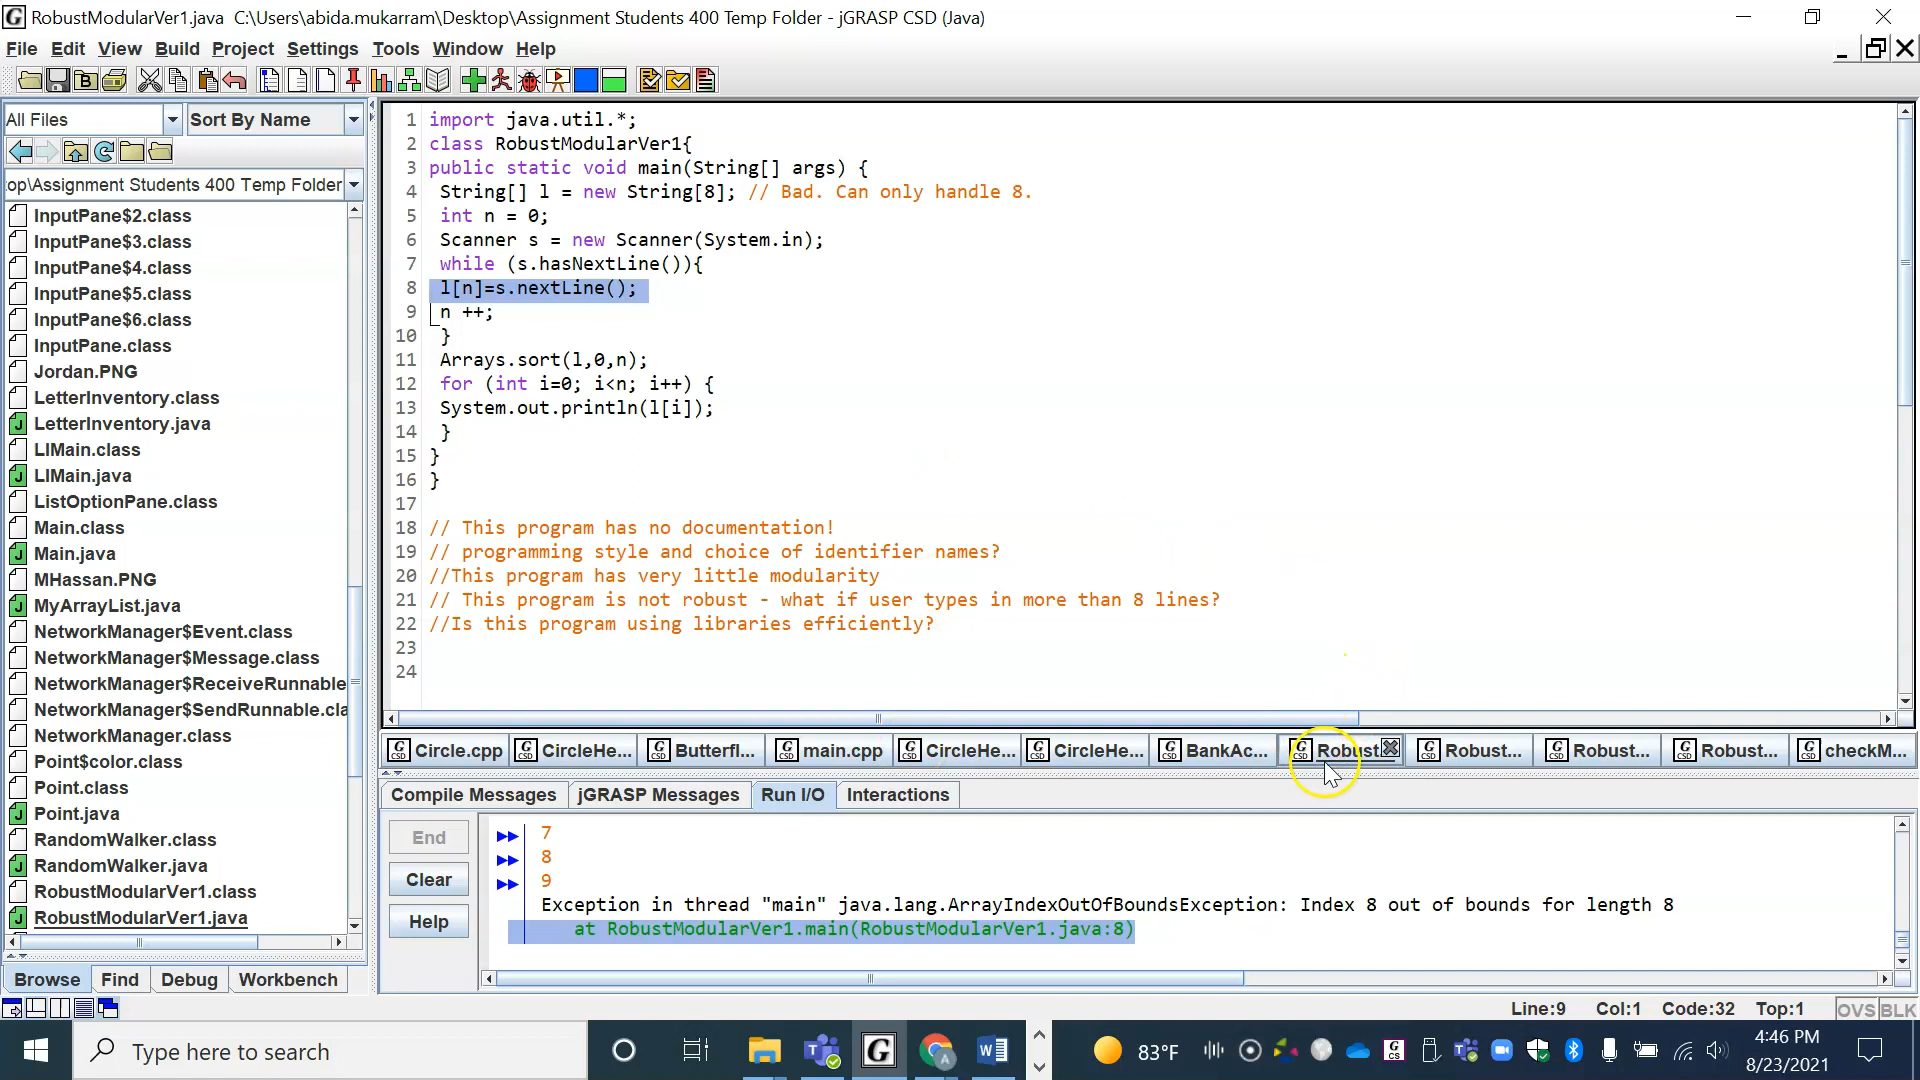 RobustModularVer1.java C:\Users\abida.mukarram\Desktop\Assignment Students 400 Temp Folder - jGRASP CSD (Java)
File Edit View Build Project Settings Tools Window Help
All Files Sort By Name
op\Assignment Students 400 Temp Folder
InputPane$2.class
InputPane$3.class
InputPane$4.class
InputPane$5.class
InputPane$6.class
InputPane.class
Jordan.PNG
LetterInventory.class
LetterInventory.java
LIMain.class
LIMain.java
ListOptionPane.class
Main.class
Main.java
MHassan.PNG
MyArrayList.java
NetworkManager$Event.class
NetworkManager$Message.class
NetworkManager$ReceiveRunnable
NetworkManager$SendRunnable.cla
NetworkManager.class
Point$color.class
Point.class
Point.java
RandomWalker.class
RandomWalker.java
RobustModularVer1.class
RobustModularVer1.java
Browse Find Debug Workbench
1 import java.util.*;
2 class RobustModularVer1{
3 public static void main(String[] args) {
4 String[] l = new String[8]; // Bad. Can only handle 8.
5 int n = 0;
6 Scanner s = new Scanner(System.in);
7 while (s.hasNextLine()){
8 l[n]=s.nextLine();
9 n ++;
10 }
11 Arrays.sort(l,0,n);
12 for (int i=0; i<n; i++) {
13 System.out.println(l[i]);
14 }
15 }
16 }
17
18 // This program has no documentation!
19 // programming style and choice of identifier names?
20 //This program has very little modularity
21 // This program is not robust - what if user types in more than 8 lines?
22 //Is this program using libraries efficiently?
23
24
Circle.cpp CircleHe... Butterfl... main.cpp CircleHe... CircleHe... BankAc... Robust Robust... Robust... Robust... checkM...
Compile Messages jGRASP Messages Run I/O Interactions
End
Clear
Help
7
8
9
Exception in thread "main" java.lang.ArrayIndexOutOfBoundsException: Index 8 out of bounds for length 8
at RobustModularVer1.main(RobustModularVer1.java:8)
Line:9 Col:1 Code:32 Top:1 OVS BLK
Type here to search
83°F
4:46 PM
8/23/2021